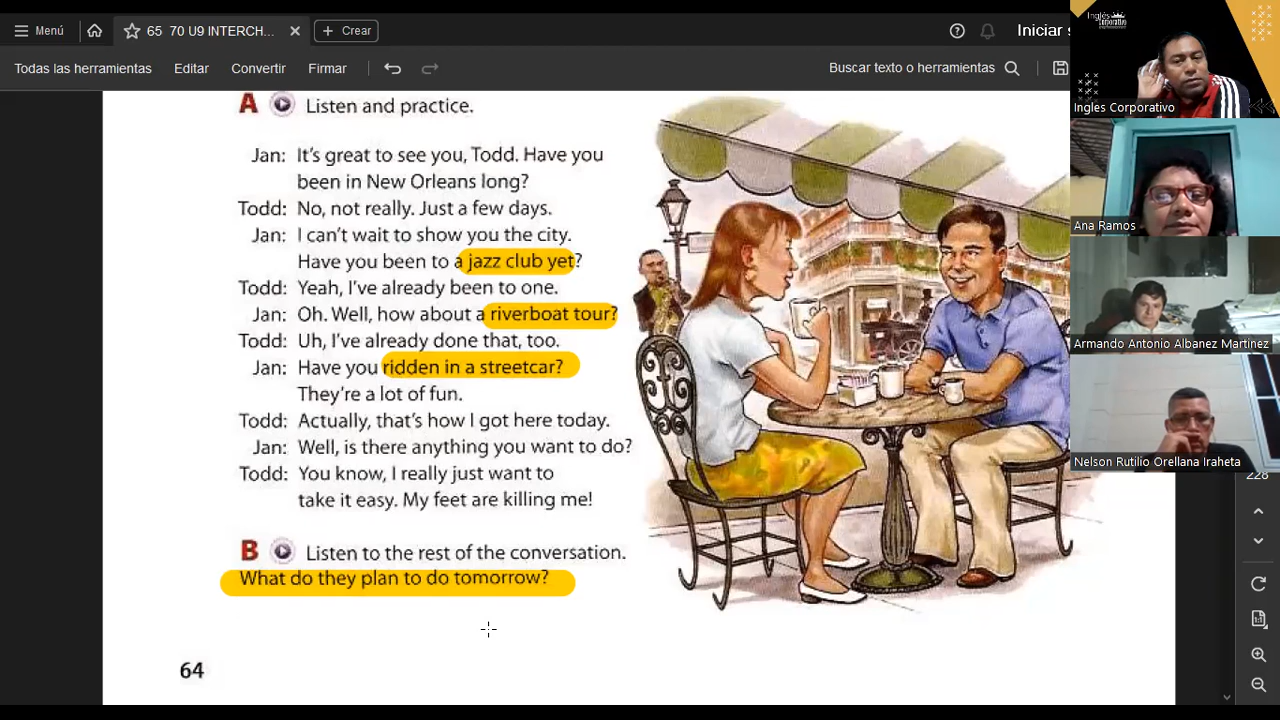 Menú
65 70 U9 INTERCH...
Crear
Iniciar s
Todas las herramientas
Editar
Convertir
Firmar
Buscar texto o herramientas
A Listen and practice.
Jan: It's great to see you, Todd. Have you
been in New Orleans long?
Todd: No, not really. Just a few days.
Jan: I can't wait to show you the city.
Have you been to a jazz club yet?
Todd: Yeah, I've already been to one.
Jan: Oh. Well, how about a riverboat tour?
Todd: Uh, I've already done that, too.
Jan: Have you ridden in a streetcar?
They're a lot of fun.
Todd: Actually, that's how I got here today.
Jan: Well, is there anything you want to do?
Todd: You know, I really just want to
take it easy. My feet are killing me!
B Listen to the rest of the conversation.
What do they plan to do tomorrow?
64
Inglés
Corporativo
Ingles Corporativo
Ana Ramos
Armando Antonio Albanez Martinez
Nelson Rutilio Orellana Iraheta
228
1:1